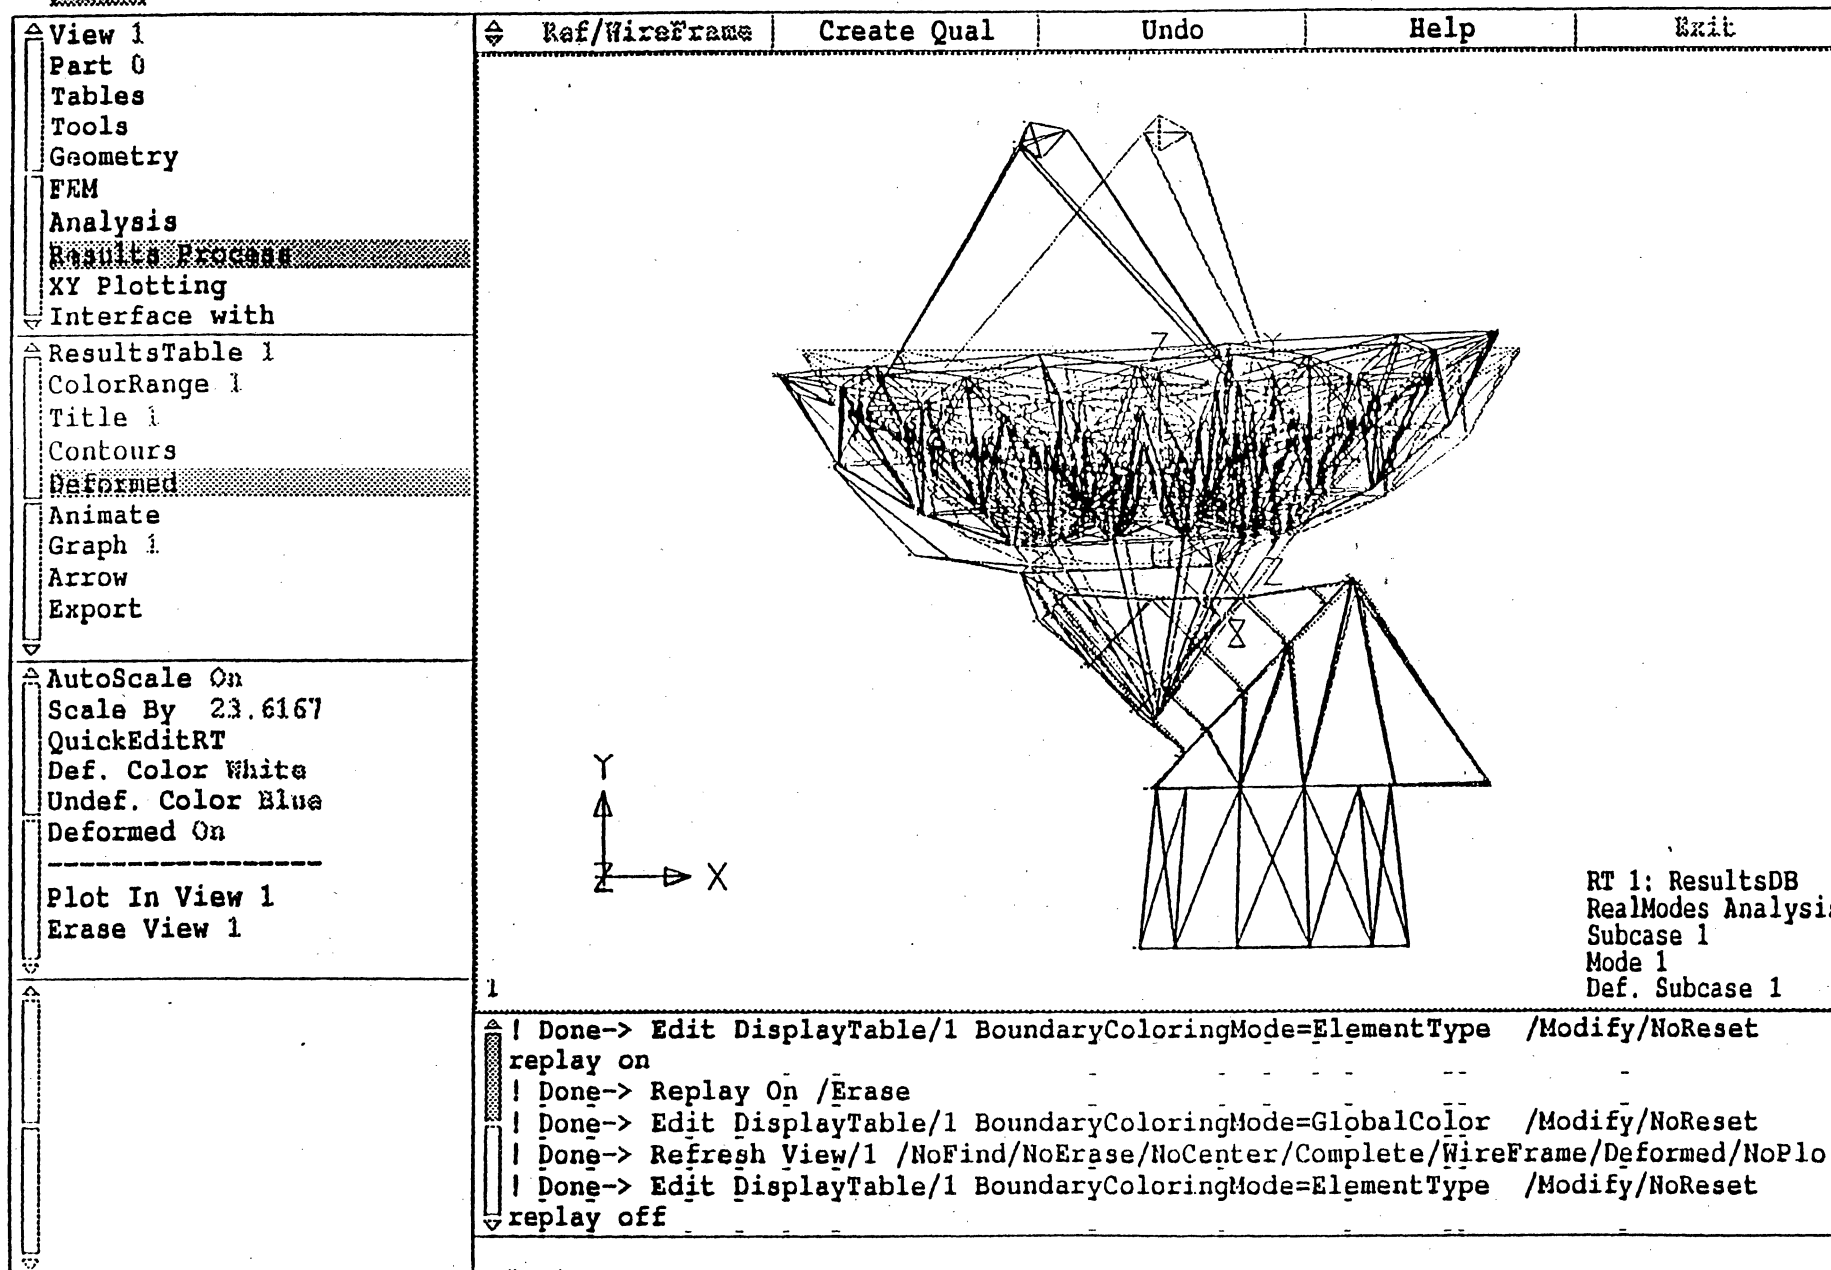 Ref/WireFrame Create Qual Undo Help Exit
View 1
Part 0
Tables
Tools
Geometry
FEM
Analysis
Results Process
XY Plotting
Interface with
ResultsTable 1
ColorRange 1
Title 1
Contours
Deformed
Animate
Graph 1
Arrow
Export
AutoScale On
Scale By 23.6167
QuickEditRT
Def. Color White
Undef. Color Blue
Deformed On
Plot In View 1
Erase View 1
Z
Y
Z
Y
Z X
RT 1: ResultsDB
RealModes Analysis
Subcase 1
Mode 1
Def. Subcase 1
1
! Done-> Edit DisplayTable/1 BoundaryColoringMode=ElementType /Modify/NoReset
replay on
! Done-> Replay On /Erase
! Done-> Edit DisplayTable/1 BoundaryColoringMode=GlobalColor /Modify/NoReset
! Done-> Refresh View/1 /NoFind/NoErase/NoCenter/Complete/WireFrame/Deformed/NoPlo
! Done-> Edit DisplayTable/1 BoundaryColoringMode=ElementType /Modify/NoReset
replay off